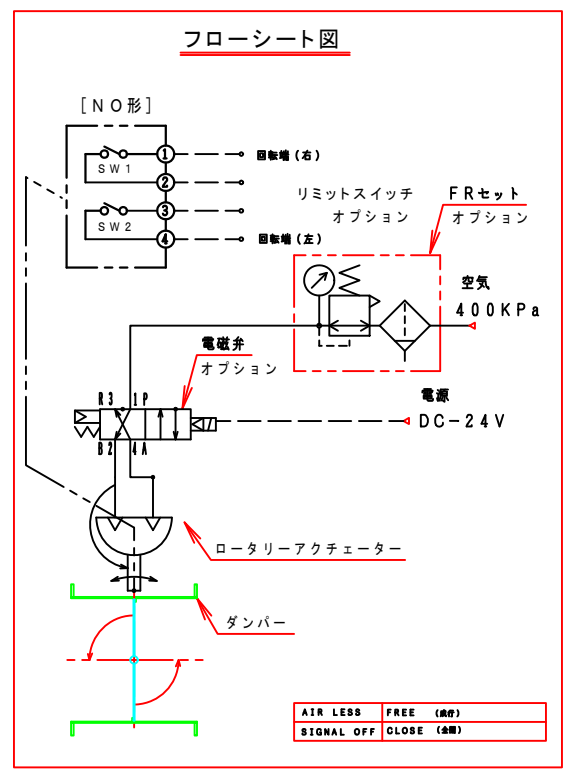 フローシート図
[NO形]
1 回転端(右)
SW1
2
3
SW2
4 回転端(左)
リミットスイッチ
オプション
FRセット
オプション
空気
400KPa
電磁弁
オプション
R3 1P
B2 4A
電源
DC-24V
ロータリーアクチェーター
ダンパー
AIR LESS FREE (成行)
SIGNAL OFF CLOSE (全閉)